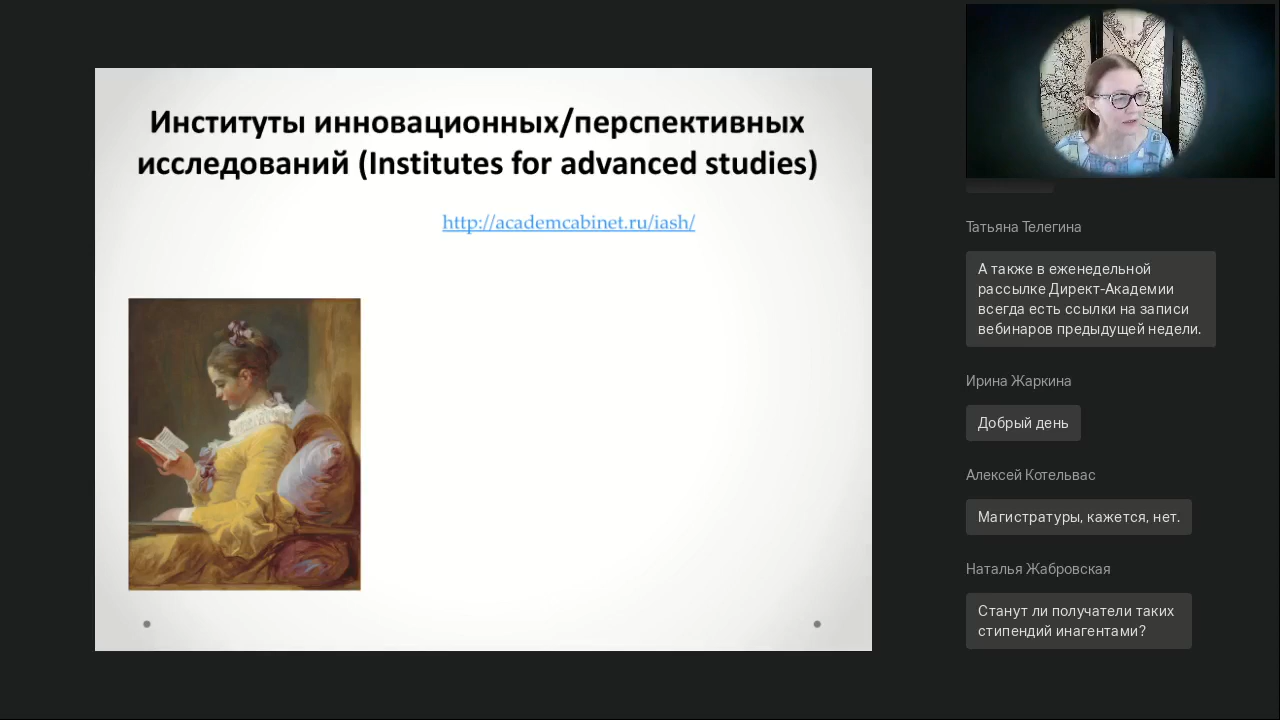 Институты инновационных/перспективных
исследований (Institutes for advanced studies)
http://academcabinet.ru/iash/
Татьяна Телегина
А также в еженедельной
рассылке Директ-Академии
всегда есть ссылки на записи
вебинаров предыдущей недели.
Ирина Жаркина
Добрый день
Алексей Котельвас
Магистратуры, кажется, нет.
Наталья Жабровская
Станут ли получатели таких
стипендий инагентами?